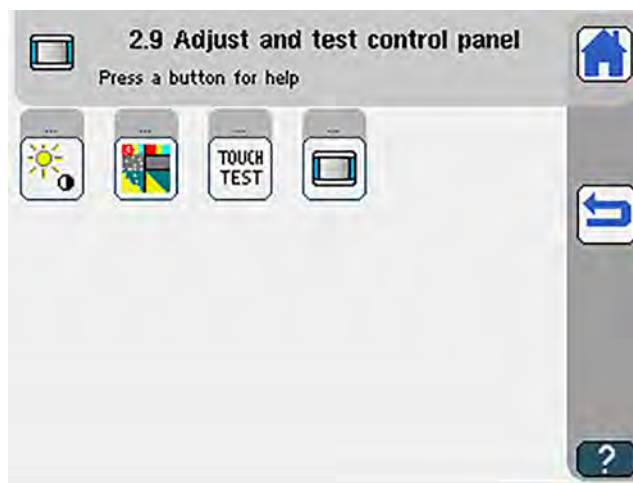 2.9 Adjust and test control panel
Press a button for help
... ... ... ...
TOUCH
TEST
?